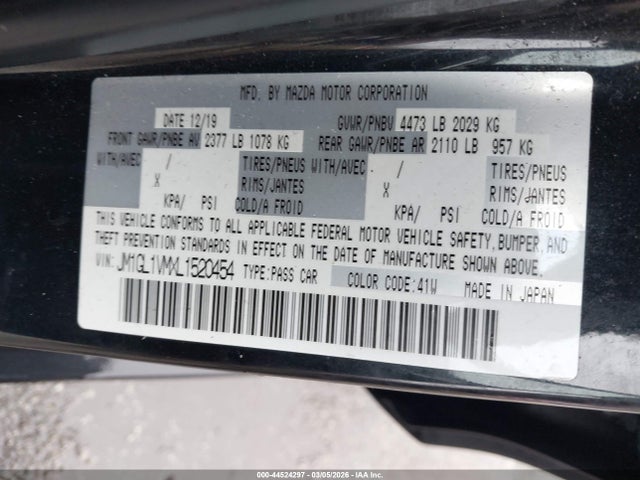 MFD. BY MAZDA MOTOR CORPORATION
DATE 12/19 GVWR/PNBV 4473 LB 2029 KG
FRONT GAWR/PNBE AV 2377 LB 1078 KG REAR GAWR/PNBE AR 2110 LB 957 KG
WITH/AVEC / TIRES/PNEUS WITH/AVEC / TIRES/PNEUS
X RIMS/JANTES X RIMS/JANTES
KPA/ PSI COLD/A FROID KPA/ PSI COLD/A FROID
THIS VEHICLE CONFORMS TO ALL APPLICABLE FEDERAL MOTOR VEHICLE SAFETY, BUMPER, AND
THEFT PREVENTION STANDARDS IN EFFECT ON THE DATE OF MANUFACTURE SHOWN ABOVE.
VIN: JM1GL1VMXL1520454 TYPE:PASS CAR COLOR CODE:41W MADE IN JAPAN
000-44524297 - 03/05/2026 - IAAI.com